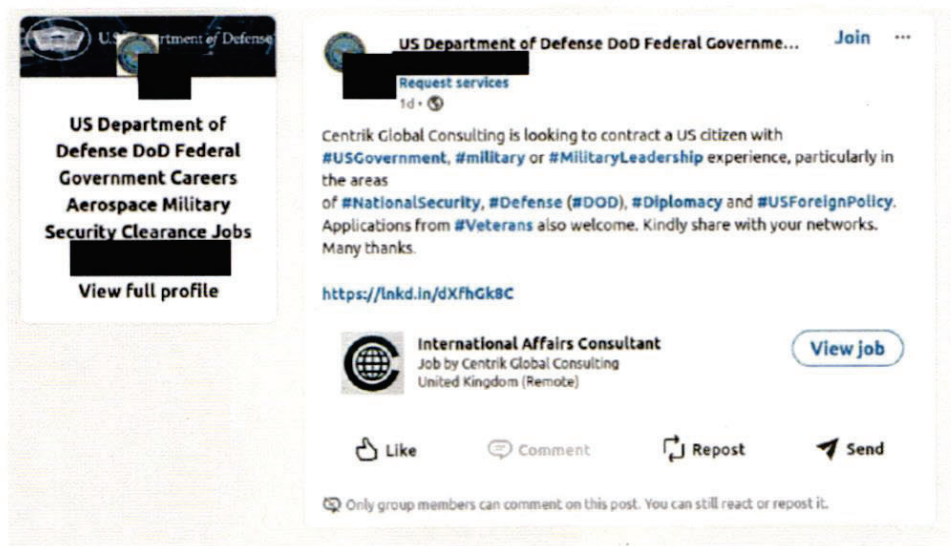 U.S. Department of Defense
US Department of
Defense DoD Federal
Government Careers
Aerospace Military
Security Clearance Jobs
View full profile
US Department of Defense DoD Federal Governme...
Join
Request services
1d •
Centrik Global Consulting is looking to contract a US citizen with
#USGovernment, #military or #MilitaryLeadership experience, particularly in
the areas
of #NationalSecurity, #Defense (#DOD), #Diplomacy and #USForeignPolicy.
Applications from #Veterans also welcome. Kindly share with your networks.
Many thanks.
https://lnkd.in/dXfhGk8C
International Affairs Consultant
Job by Centrik Global Consulting
United Kingdom (Remote)
View job
Like
Comment
Repost
Send
Only group members can comment on this post. You can still react or repost it.